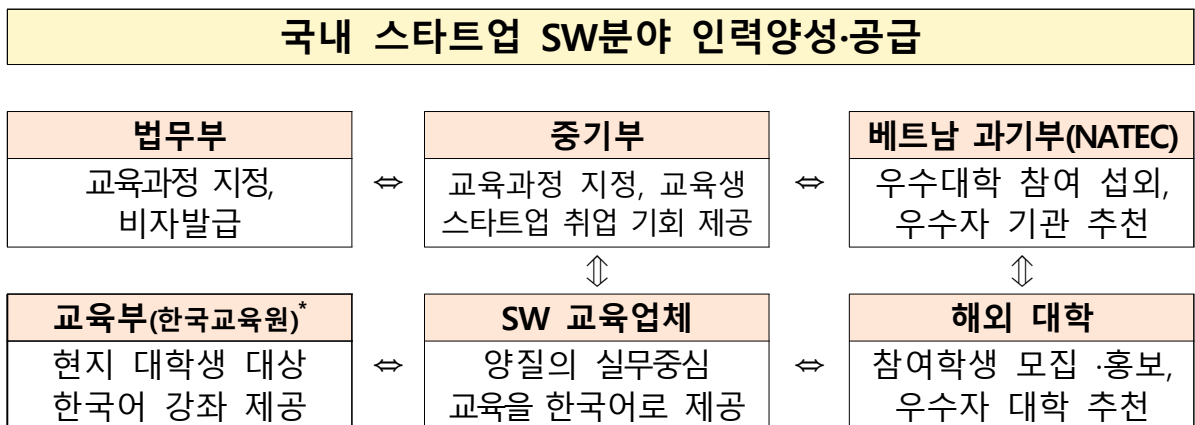 국내 스타트업 SW분야 인력양성·공급
법무부
교육과정 지정,
비자발급
⇔
중기부
교육과정 지정, 교육생
스타트업 취업 기회 제공
⇔
베트남 과기부(NATEC)
우수대학 참여 섭외,
우수자 기관 추천
⇕
⇕
교육부(한국교육원)*
현지 대학생 대상
한국어 강좌 제공
⇔
SW 교육업체
양질의 실무중심
교육을 한국어로 제공
⇔
해외 대학
참여학생 모집 ·홍보,
우수자 대학 추천